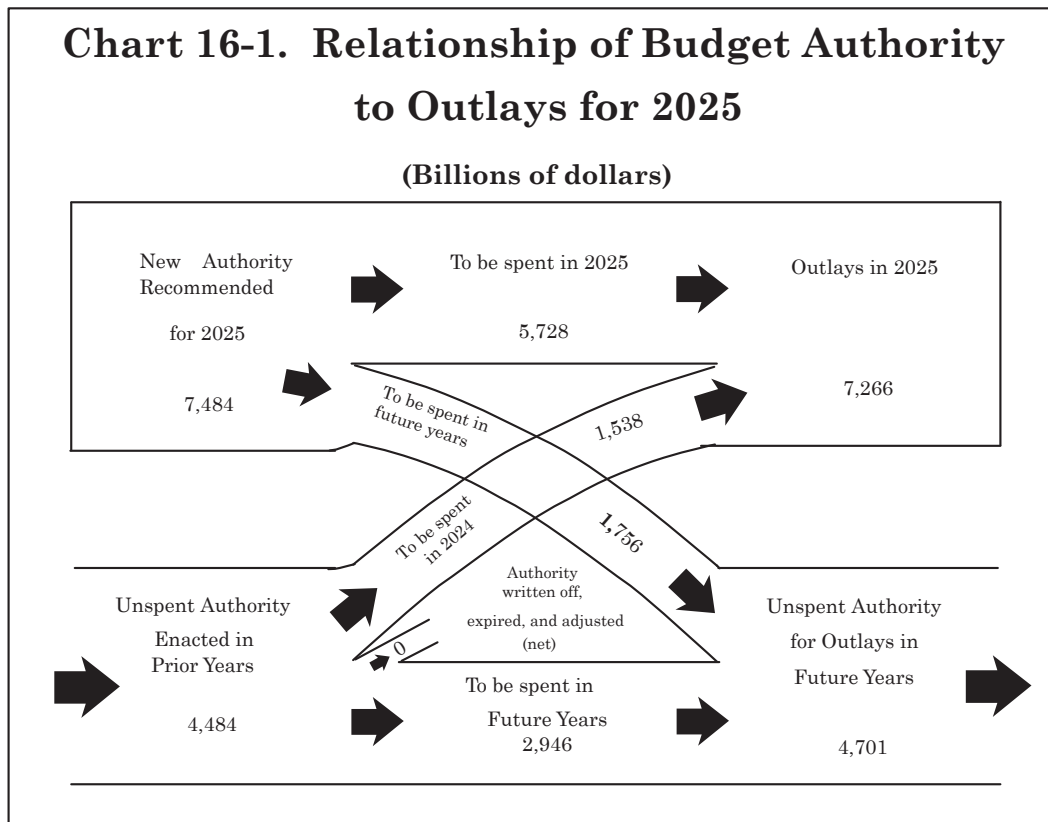 Chart 16-1. Relationship of Budget Authority
to Outlays for 2025
(Billions of dollars)
New Authority
Recommended
for 2025
7,484
To be spent in 2025
5,728
Outlays in 2025
7,266
To be spent in
future years
1,538
To be spent
in 2024
1,756
Authority
written off,
expired, and adjusted
(net)
0
Unspent Authority
Enacted in
Prior Years
4,484
To be spent in
Future Years
2,946
Unspent Authority
for Outlays in
Future Years
4,701